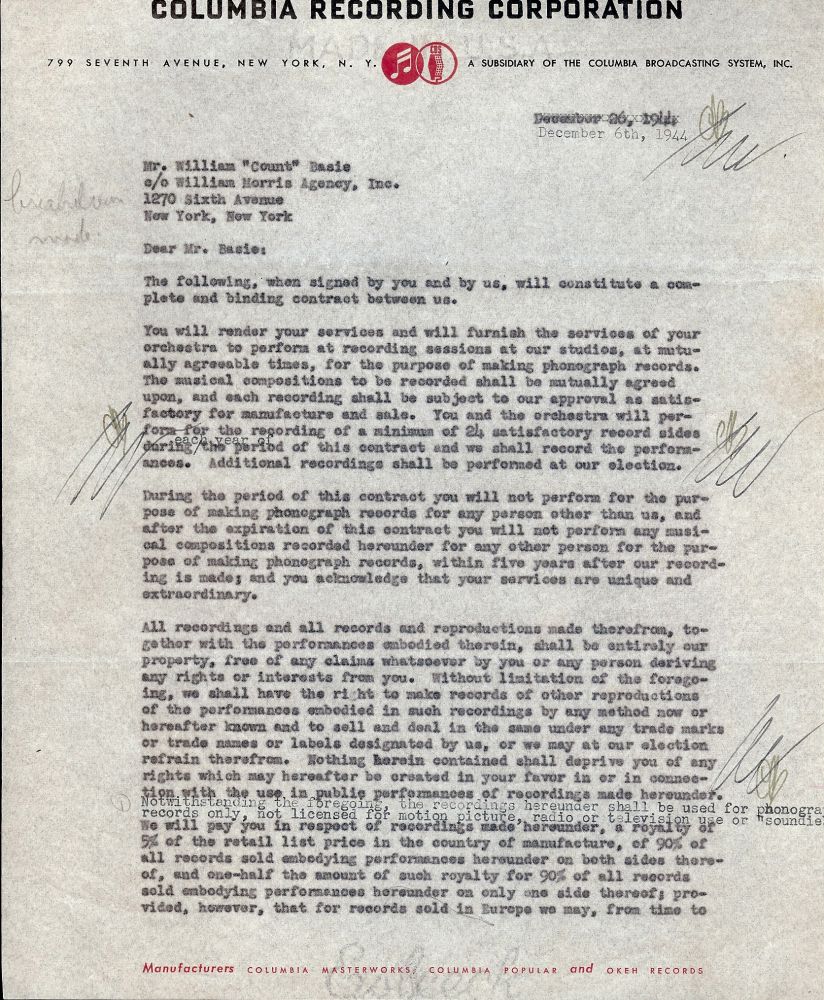 COLUMBIA RECORDING CORPORATION
799 SEVENTH AVENUE, NEW YORK, N. Y.
A SUBSIDIARY OF THE COLUMBIA BROADCASTING SYSTEM, INC.
December 26, 1944
December 6th, 1944
Mr. William "Count" Basie
c/o William Morris Agency, Inc.
1270 Sixth Avenue
New York, New York
breakdown
made
Dear Mr. Basie:
The following, when signed by you and by us, will constitute a com-
plete and binding contract between us.
You will render your services and will furnish the services of your
orchestra to perform at recording sessions at our studios, at mutu-
ally agreeable times, for the purpose of making phonograph records.
The musical compositions to be recorded shall be mutually agreed
upon, and each recording shall be subject to our approval as satis-
factory for manufacture and sale. You and the orchestra will per-
form for the recording of a minimum of 24 satisfactory record sides
each year of
during/the period of this contract and we shall record the perform-
ances. Additional recordings shall be performed at our election.
During the period of this contract you will not perform for the pur-
pose of making phonograph records for any person other than us, and
after the expiration of this contract you will not perform any musi-
cal compositions recorded hereunder for any other person for the pur-
pose of making phonograph records, within five years after our record-
ing is made; and you acknowledge that your services are unique and
extraordinary.
All recordings and all records and reproductions made therefrom, to-
gether with the performances embodied therein, shall be entirely our
property, free of any claims whatsoever by you or any person deriving
any rights or interests from you. Without limitation of the forego-
ing, we shall have the ri ht to make records of other reproductions
of the performances embodied in such recordings by any method now or
hereafter known and to sell and deal in the same under any trade marks
or trade names or labels designated by us, or we may at our election
refrain therefrom. Nothing herein contained shall deprive you of any
rights which may hereafter be created in your favor in or in connec-
tion with the use in public performances of recordings made hereunder.
Notwithstanding the foregoing, the recordings hereunder shall be used for phonogra
records only, not licensed for motion picture, radio or television use or "soundie
We will pay you in respect of recordings made hereunder, a royalty of
5% of the retail list price in the country of manufacture, of 90% of
all records sold embodying performances hereunder on both sides there-
of, and one-half the amount of such royalty for 90% of all records
sold embodying performances hereunder on only one side thereof; pro-
vided, however, that for records sold in Europe we may, from time to
Manufacturers COLUMBIA MASTERWORKS, COLUMBIA POPULAR and OKEH RECORDS